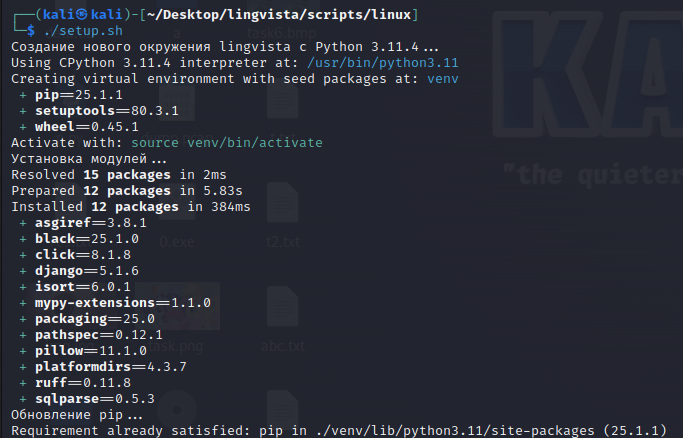 ┌──(kali㉿kali)-[~/Desktop/lingvista/scripts/linux]
└─$ ./setup.sh
Создание нового окружения lingvista с Python 3.11.4...
Using CPython 3.11.4 interpreter at: /usr/bin/python3.11
Creating virtual environment with seed packages at: venv
+ pip==25.1.1
+ setuptools==80.3.1
+ wheel==0.45.1
Activate with: source venv/bin/activate
Установка модулей...
Resolved 15 packages in 2ms
Prepared 12 packages in 5.83s
Installed 12 packages in 384ms
+ asgiref==3.8.1
+ black==25.1.0
+ click==8.1.8
+ django==5.1.6
+ isort==6.0.1
+ mypy-extensions==1.1.0
+ packaging==25.0
+ pathspec==0.12.1
+ pillow==11.1.0
+ platformdirs==4.3.7
+ ruff==0.11.8
+ sqlparse==0.5.3
Обновление pip...
Requirement already satisfied: pip in ./venv/lib/python3.11/site-packages (25.1.1)
KA
"the quieter
a
task6.bmp
0.exe
t2.txt
task.png
abc.txt